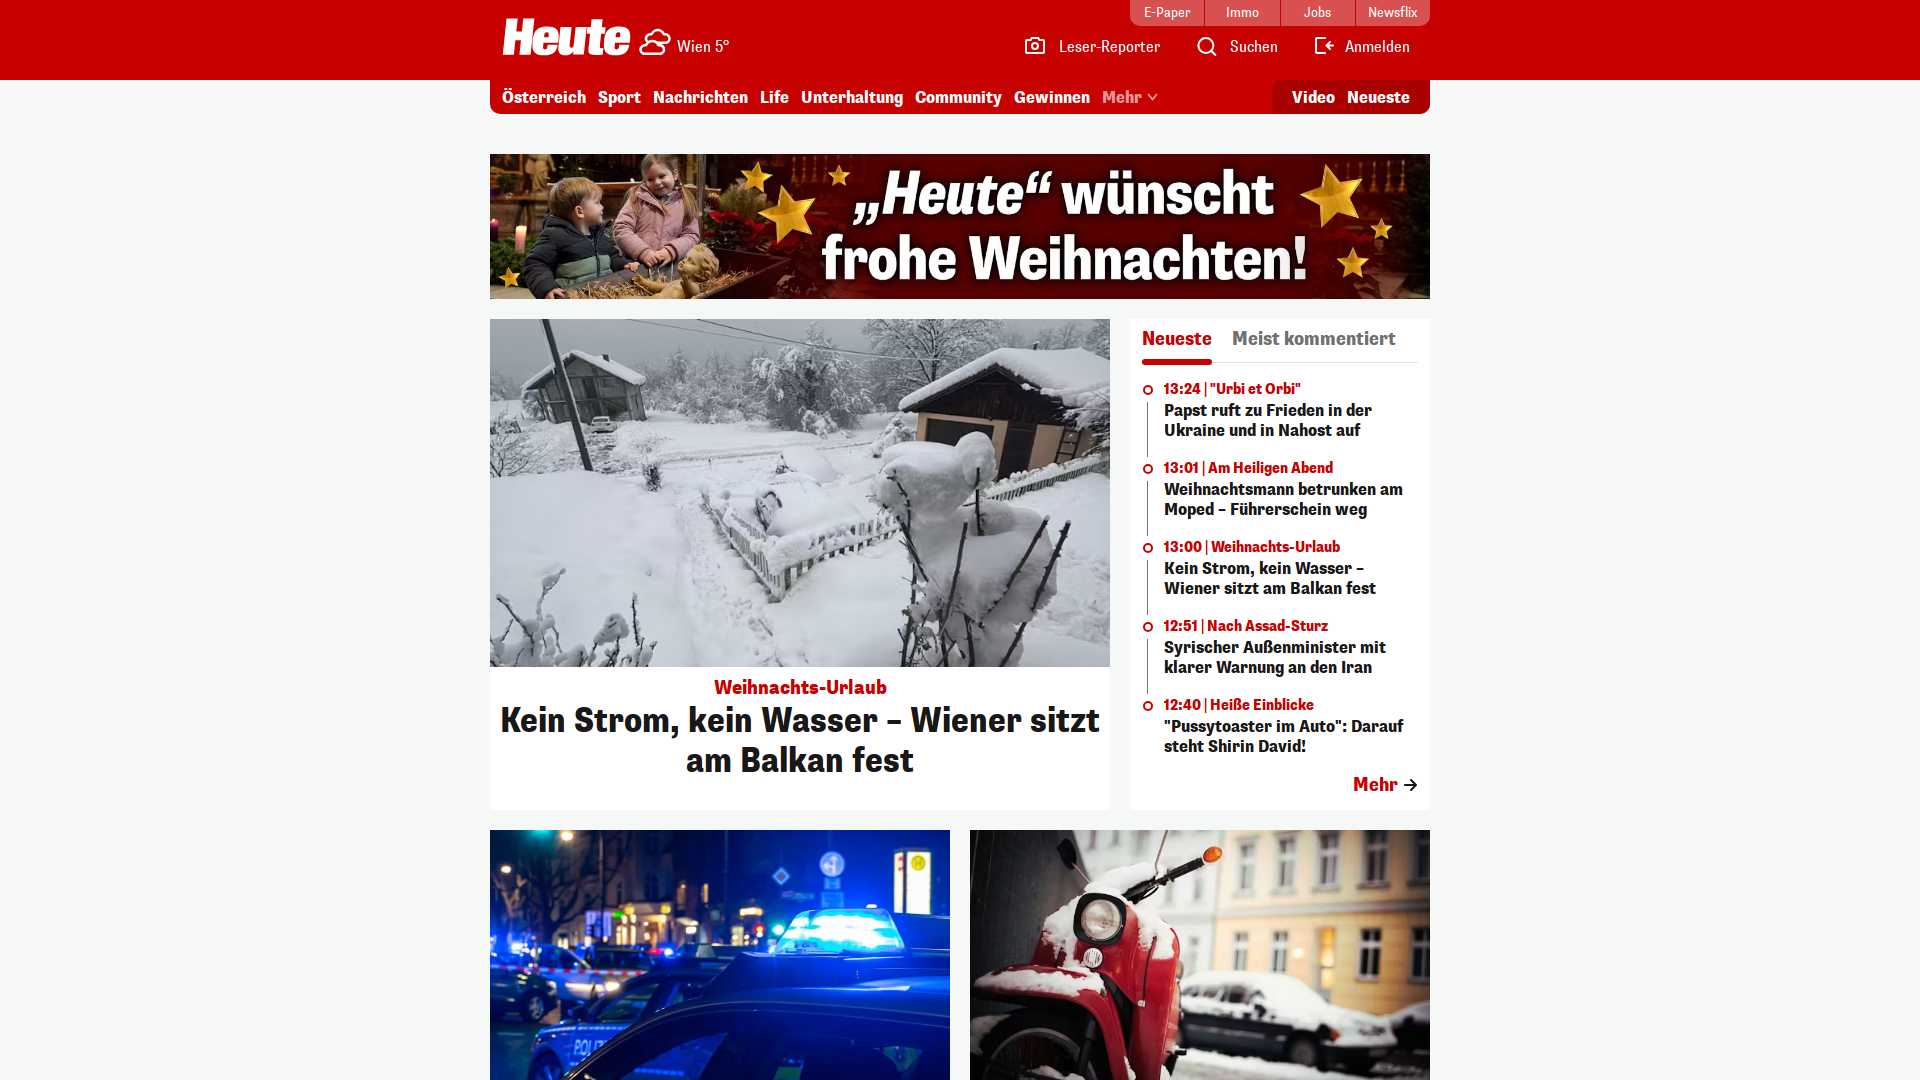 E-Paper
Immo
Jobs
Newsflix
Heute
Wien 5°
Leser-Reporter
Suchen
Anmelden
Österreich
Sport
Nachrichten
Life
Unterhaltung
Community
Gewinnen
Mehr
Video
Neueste
„Heute“ wünscht
frohe Weihnachten!
Weihnachts-Urlaub
Kein Strom, kein Wasser – Wiener sitzt
am Balkan fest
Neueste
Meist kommentiert
13:24 | "Urbi et Orbi"
Papst ruft zu Frieden in der
Ukraine und in Nahost auf
13:01 | Am Heiligen Abend
Weihnachtsmann betrunken am
Moped – Führerschein weg
13:00 | Weihnachts-Urlaub
Kein Strom, kein Wasser –
Wiener sitzt am Balkan fest
12:51 | Nach Assad-Sturz
Syrischer Außenminister mit
klarer Warnung an den Iran
12:40 | Heiße Einblicke
"Pussytoaster im Auto": Darauf
steht Shirin David!
Mehr